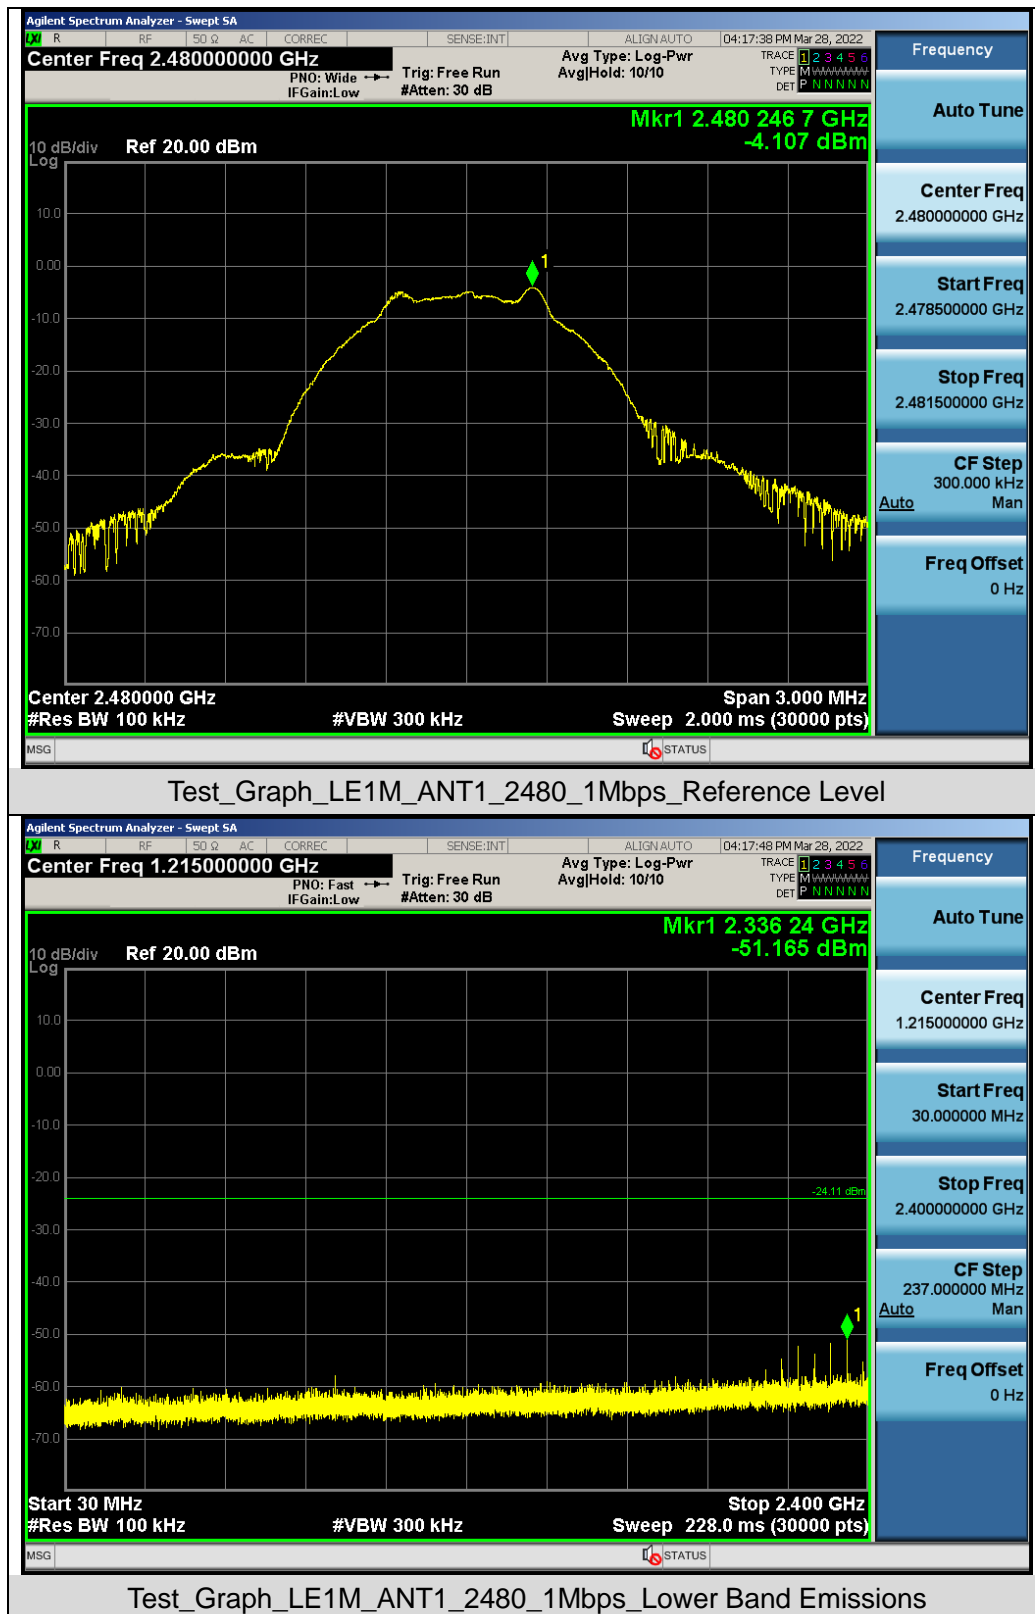 Agilent Spectrum Analyzer - Swept SA
LXI R RF 50 Ω AC CORREC SENSE:INT ALIGN AUTO 04:17:38 PM Mar 28, 2022
Center Freq 2.480000000 GHz
PNO: Wide
IFGain:Low
Trig: Free Run
#Atten: 30 dB
Avg Type: Log-Pwr
Avg|Hold: 10/10
TRACE 1 2 3 4 5 6
TYPE M
DET P N N N N N
Mkr1 2.480 246 7 GHz
-4.107 dBm
10 dB/div
Log
Ref 20.00 dBm
10.0
0.00
-10.0
-20.0
-30.0
-40.0
-50.0
-60.0
-70.0
1
Center 2.480000 GHz
Span 3.000 MHz
#Res BW 100 kHz
#VBW 300 kHz
Sweep 2.000 ms (30000 pts)
MSG
STATUS
Frequency
Auto Tune
Center Freq
2.480000000 GHz
Start Freq
2.478500000 GHz
Stop Freq
2.481500000 GHz
CF Step
300.000 kHz
Auto Man
Freq Offset
0 Hz
Test_Graph_LE1M_ANT1_2480_1Mbps_Reference Level
Agilent Spectrum Analyzer - Swept SA
LXI R RF 50 Ω AC CORREC SENSE:INT ALIGN AUTO 04:17:48 PM Mar 28, 2022
Center Freq 1.215000000 GHz
PNO: Fast
IFGain:Low
Trig: Free Run
#Atten: 30 dB
Avg Type: Log-Pwr
Avg|Hold: 10/10
TRACE 1 2 3 4 5 6
TYPE M
DET P N N N N N
Mkr1 2.336 24 GHz
-51.165 dBm
10 dB/div
Log
Ref 20.00 dBm
10.0
0.00
-10.0
-20.0
-30.0
-40.0
-50.0
-60.0
-70.0
-24.11 dBm
1
Start 30 MHz
Stop 2.400 GHz
#Res BW 100 kHz
#VBW 300 kHz
Sweep 228.0 ms (30000 pts)
MSG
STATUS
Frequency
Auto Tune
Center Freq
1.215000000 GHz
Start Freq
30.000000 MHz
Stop Freq
2.400000000 GHz
CF Step
237.000000 MHz
Auto Man
Freq Offset
0 Hz
Test_Graph_LE1M_ANT1_2480_1Mbps_Lower Band Emissions